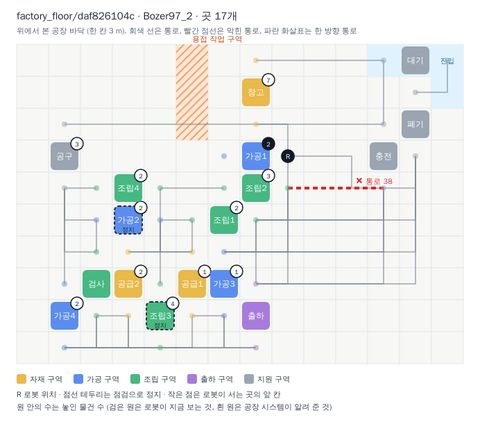 factory_floor/daf826104c · Bozer97_2 · 곳 17개
위에서 본 공장 바닥 (한 칸 3 m). 회색 선은 통로, 빨간 점선은 막힌 통로, 파란 화살표는 한 방향 통로
용접 작업 구역
대기
전립
7
창고
폐기
3
공구
2
가공1
R
충전
2
조립4
3
조립2
× 통로 38
2
가공2
정지
2
조립1
검사
2
공급2
1
공급1
1
가공3
2
가공4
4
조립3
정지
출하
자재 구역
가공 구역
조립 구역
출하 구역
지원 구역
R 로봇 위치 · 점선 테두리는 점검으로 정지 · 작은 점은 로봇이 서는 곳의 앞 칸
원 안의 수는 놓인 물건 수 (검은 원은 로봇이 지금 보는 것, 흰 원은 공장 시스템이 알려 준 것)